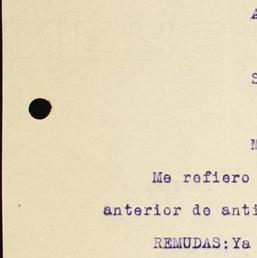 A
S
M
Me refiero
anterior de anti
REMUDAS:Ya